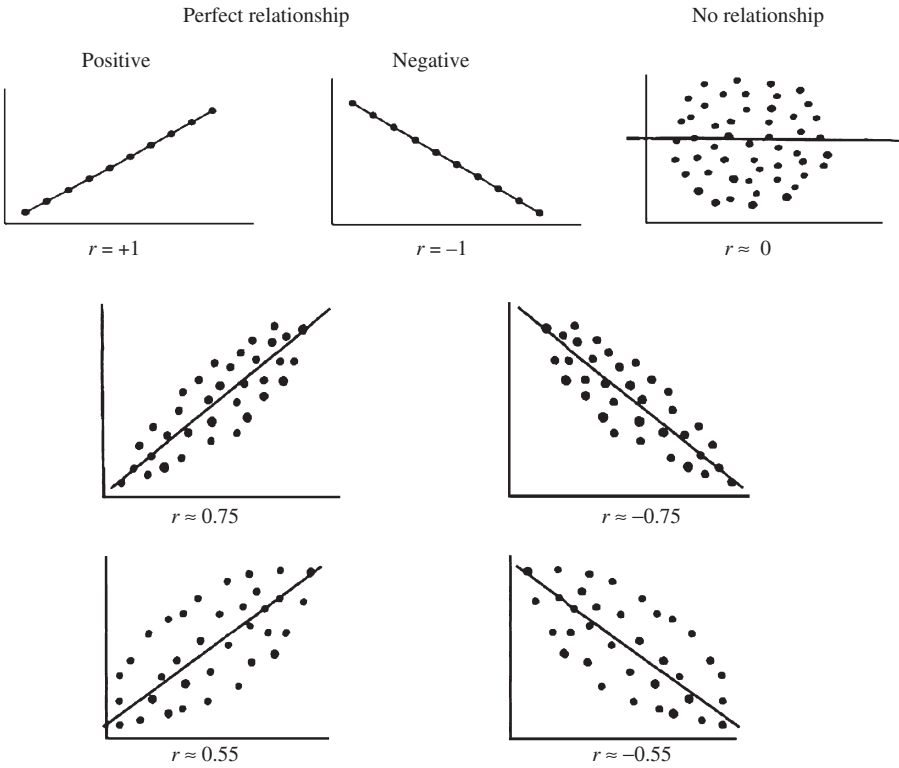 Perfect relationship
No relationship
Positive
Negative
r = +1
r = –1
r ≈ 0
r ≈ 0.75
r ≈ –0.75
r ≈ 0.55
r ≈ –0.55